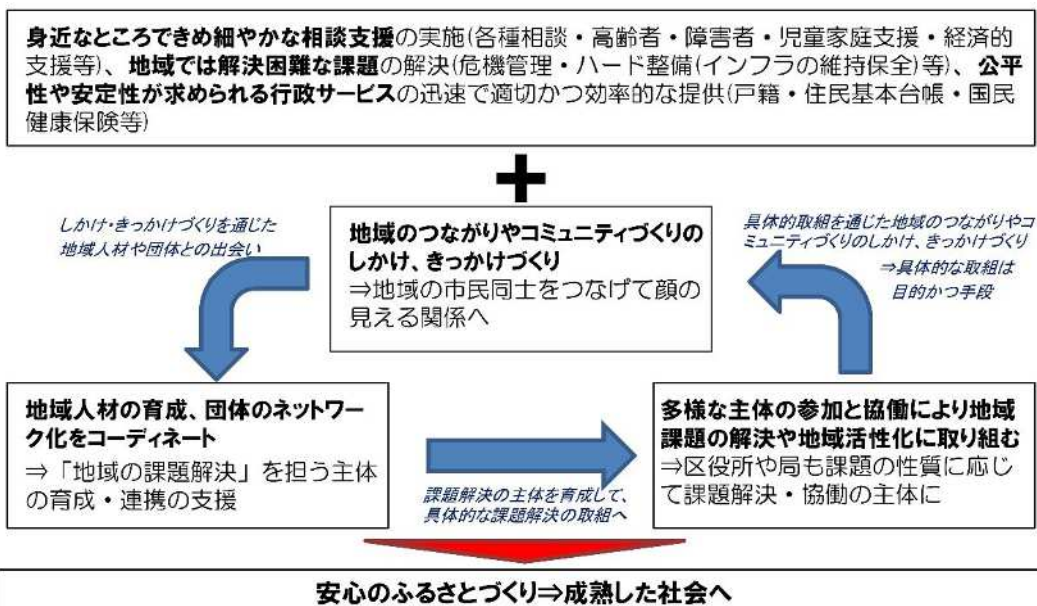 身近なところできめ細やかな相談支援の実施(各種相談・高齢者・障害者・児童家庭支援・経済的
支援等)、地域では解決困難な課題の解決(危機管理・ハード整備(インフラの維持保全)等)、公平
性や安定性が求められる行政サービスの迅速で適切かつ効率的な提供(戸籍・住民基本台帳・国民
健康保険等)
+
しかけ・きっかけづくりを通じた
地域人材や団体との出会い
地域のつながりやコミュニティづくりの
しかけ、きっかけづくり
⇒地域の市民同士をつなげて顔の
見える関係へ
具体的取組を通じた地域のつながりやコ
ミュニティづくりのしかけ、きっかけづくり
⇒具体的な取組は
目的かつ手段
地域人材の育成、団体のネットワー
ク化をコーディネート
⇒「地域の課題解決」を担う主体
の育成・連携の支援
課題解決の主体を育成して、
具体的な課題解決の取組へ
多様な主体の参加と協働により地域
課題の解決や地域活性化に取り組む
⇒区役所や局も課題の性質に応じ
て課題解決・協働の主体に
安心のふるさとづくり⇒成熟した社会へ